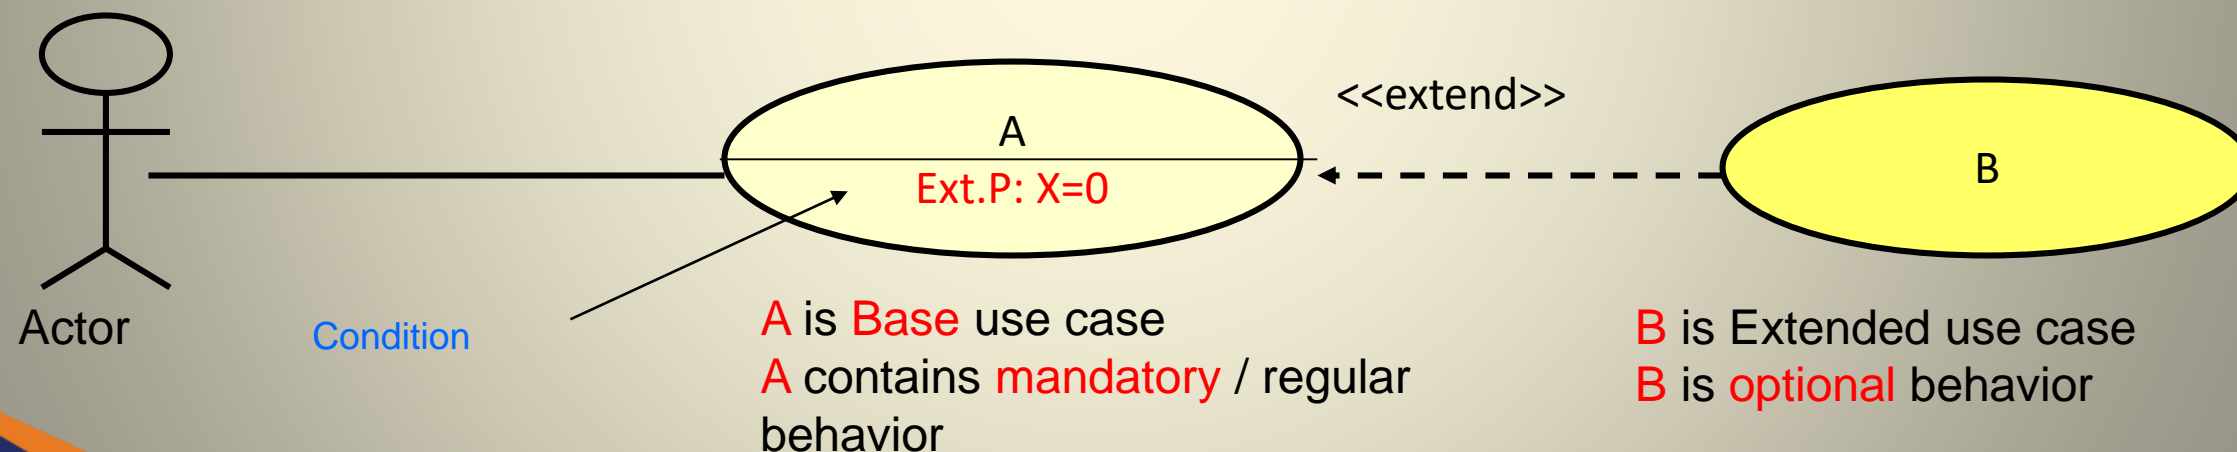 <<extend>>
A
Ext.P: X=0
B
Actor
Condition
A is Base use case
A contains mandatory / regular
behavior
B is Extended use case
B is optional behavior